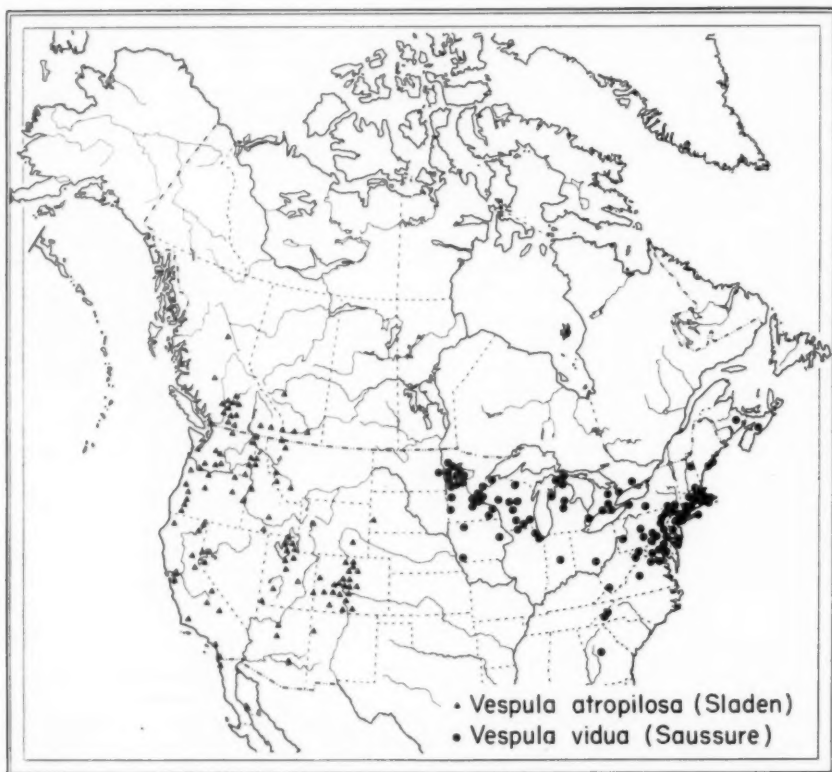 ▲ Vespula atropilosa (Sladen)
● Vespula vidua (Saussure)